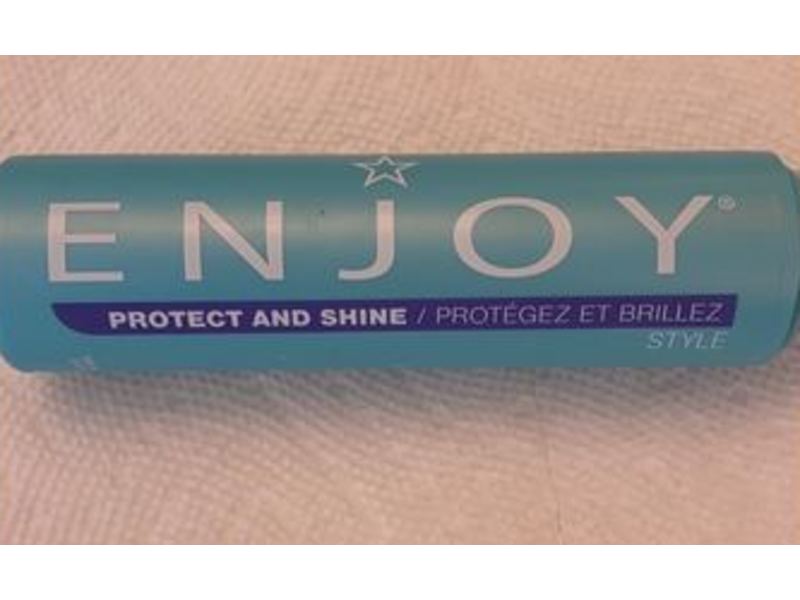 ENJOY®
PROTECT AND SHINE / PROTÉGEZ ET BRILLEZ
STYLE